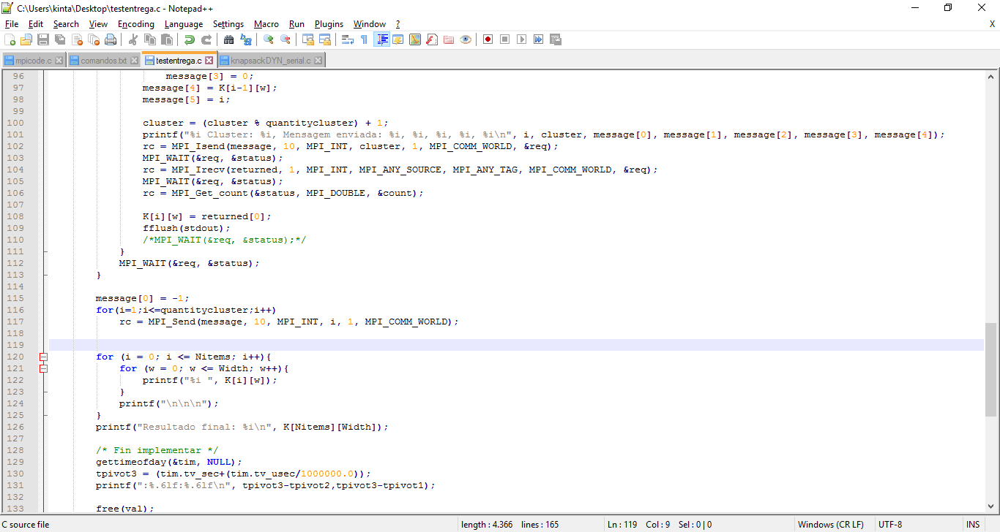 C:\Users\kinta\Desktop\testentrega.c - Notepad++
File Edit Search View Encoding Language Settings Macro Run Plugins Window ? X
mpicode.c comandos.txt testentrega.c knapsackDYN_serial.c
96 message[3] = 0;
97 message[4] = K[i-1][w];
98 message[5] = i;
99
100 cluster = (cluster % quantitycluster) + 1;
101 printf("%i Cluster: %i, Mensagem enviada: %i, %i, %i, %i, %i\n", i, cluster, message[0], message[1], message[2], message[3], message[4]);
102 rc = MPI_Isend(message, 10, MPI_INT, cluster, 1, MPI_COMM_WORLD, &req);
103 MPI_WAIT(&req, &status);
104 rc = MPI_Irecv(returned, 1, MPI_INT, MPI_ANY_SOURCE, MPI_ANY_TAG, MPI_COMM_WORLD, &req);
105 MPI_WAIT(&req, &status);
106 rc = MPI_Get_count(&status, MPI_DOUBLE, &count);
107
108 K[i][w] = returned[0];
109 fflush(stdout);
110 /*MPI_WAIT(&req, &status);*/
111 }
112 MPI_WAIT(&req, &status);
113 }
114
115 message[0] = -1;
116 for(i=1;i<=quantitycluster;i++)
117 rc = MPI_Send(message, 10, MPI_INT, i, 1, MPI_COMM_WORLD);
118
119
120 for (i = 0; i <= Nitems; i++){
121 for (w = 0; w <= Width; w++){
122 printf("%i ", K[i][w]);
123 }
124 printf("\n\n\n");
125 }
126 printf("Resultado final: %i\n", K[Nitems][Width]);
127
128 /* Fin implementar */
129 gettimeofday(&tim, NULL);
130 tpivot3 = (tim.tv_sec+(tim.tv_usec/1000000.0));
131 printf(":%.6lf:%.6lf\n", tpivot3-tpivot2,tpivot3-tpivot1);
132
133 free(val);
C source file length : 4.366 lines : 165 Ln : 119 Col : 9 Sel : 0 | 0 Windows (CR LF) UTF-8 INS